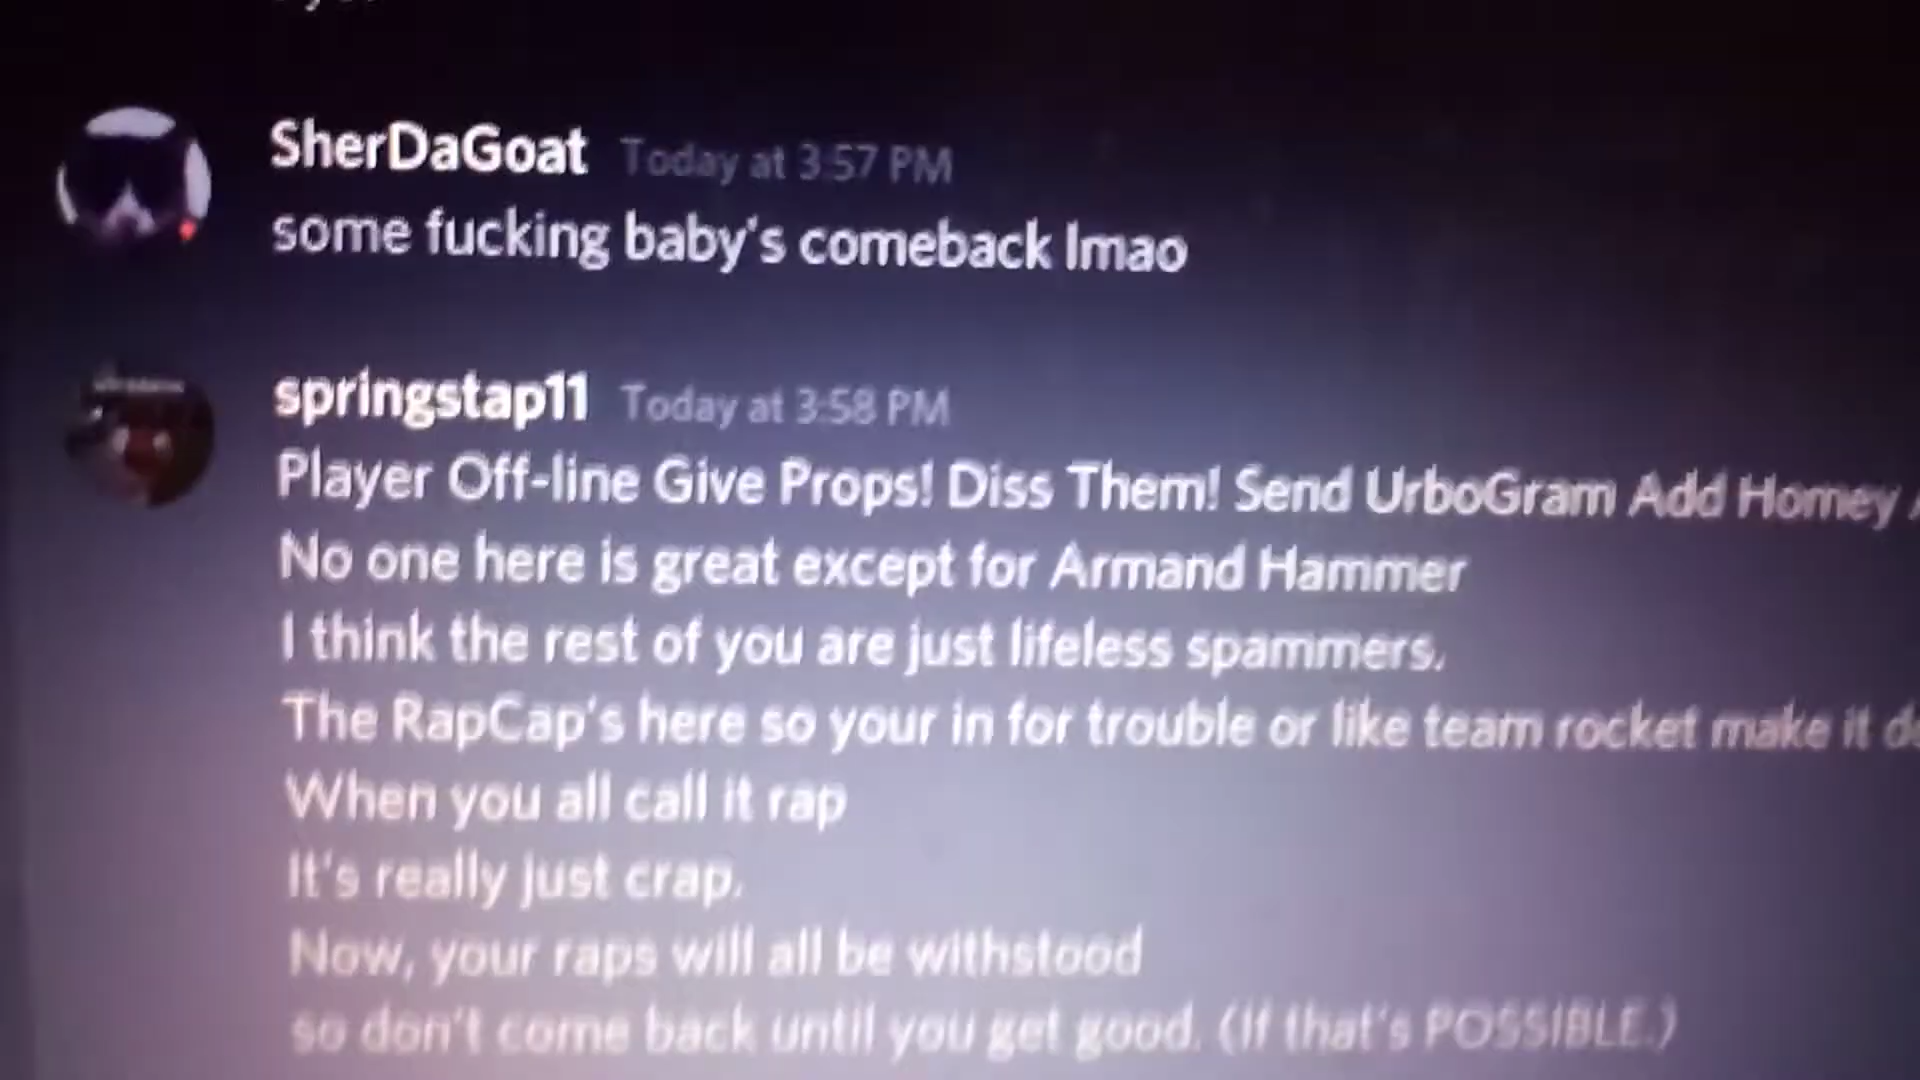 SherDaGoat Today at 3:57 PM
some fucking baby's comeback lmao
springstap11 Today at 3:58 PM
Player Off-line Give Props! Diss Them! Send UrboGram Add Homey
No one here is great except for Armand Hammer
I think the rest of you are just lifeless spammers.
The RapCap's here so your in for trouble or like team rocket make it
When you all call it rap
It's really just crap.
Now, your raps will all be withstood
so don't come back until you get good. (If that's POSSIBLE.)